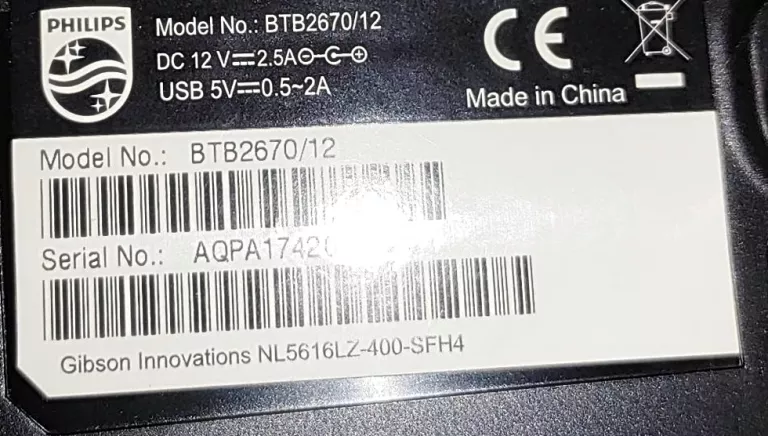 PHILIPS
Model No.: BTB2670/12
DC 12 V⎓2.5A⊖-C-⊕
USB 5V⎓0.5~2A
CE
Made in China
Model No.: BTB2670/12
Serial No.:
Gibson Innovations NL5616LZ-400-SFH4